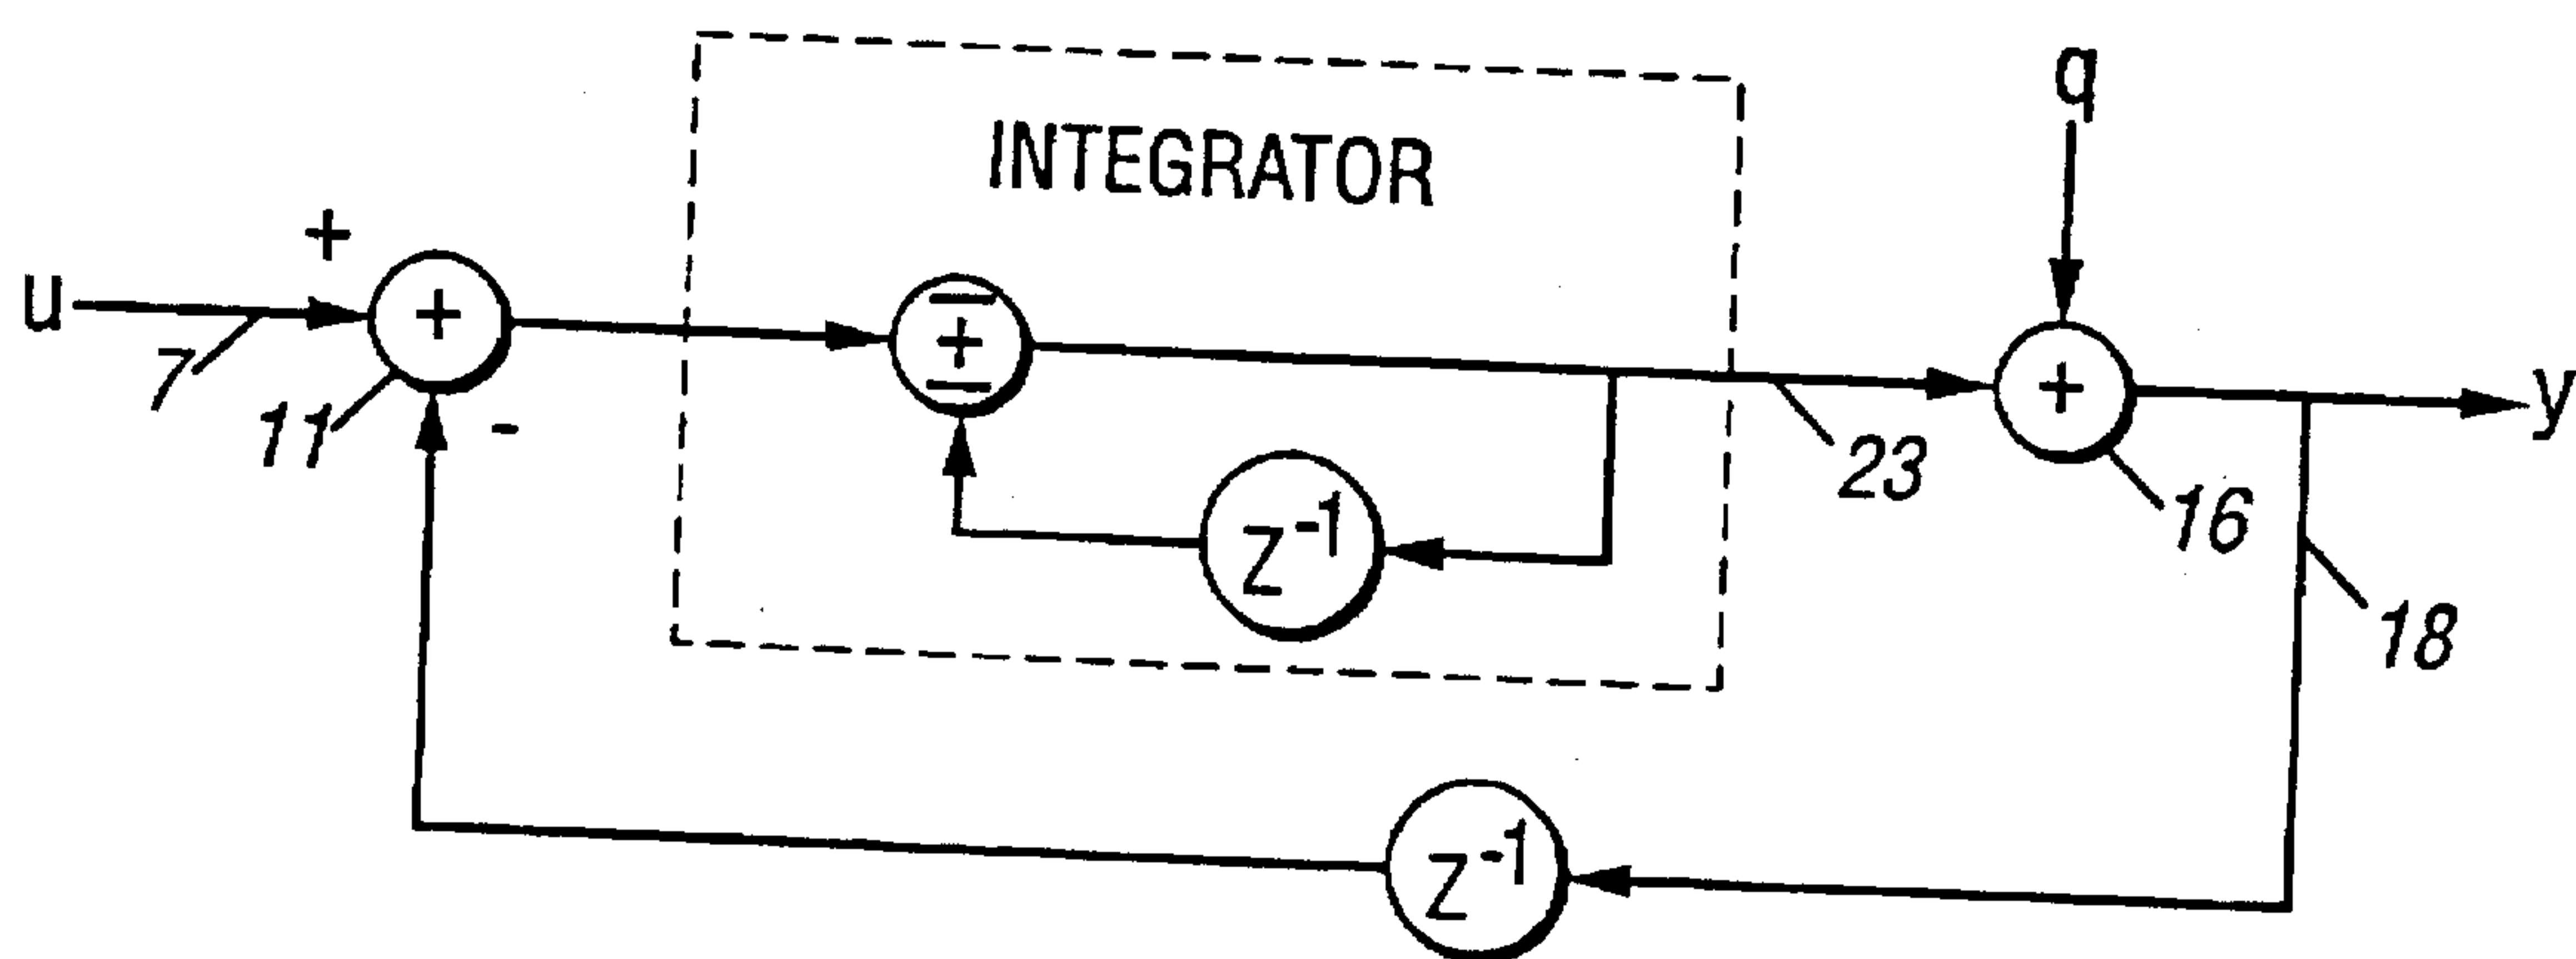 INTEGRATOR
q
u
+
+
-
7
11
+
z-1
23
+
16
y
18
z-1